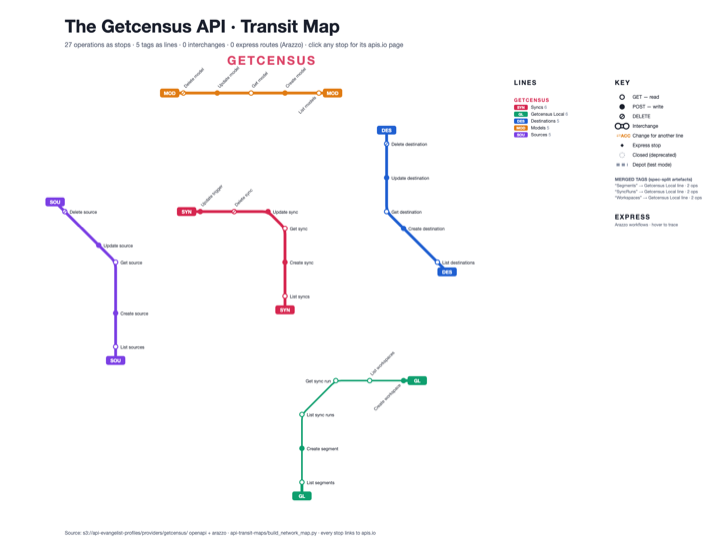 The Getcensus API · Transit Map
27 operations as stops · 5 tags as lines · 0 interchanges · 0 express routes (Arazzo) · click any stop for its apis.io page
GETCENSUS
MOD
Delete model
Update model
Get model
Create model
List models
MOD
LINES
GETCENSUS
SYN Syncs 6
GL Getcensus Local 6
DES Destinations 5
MOD Models 5
SOU Sources 5
KEY
GET — read
POST — write
DELETE
Interchange
Change for another line
Express stop
Closed (deprecated)
Depot (test mode)
MERGED TAGS (spec-split artefacts)
"Segments" → Getcensus Local line · 2 ops
"SyncRuns" → Getcensus Local line · 2 ops
"Workspaces" → Getcensus Local line · 2 ops
EXPRESS
Arazzo workflows · hover to trace
DES
Delete destination
Update destination
Get destination
Create destination
List destinations
DES
SOU
Delete source
Update source
Get source
Create source
List sources
SOU
SYN
Update trigger
Delete sync
Update sync
Get sync
Create sync
List syncs
SYN
Get sync run
List workspaces
Create workspace
GL
List sync runs
Create segment
List segments
GL
Source: s3://api-evangelist-profiles/providers/getcensus/ openapi + arazzo · api-transit-maps/build_network_map.py · every stop links to apis.io